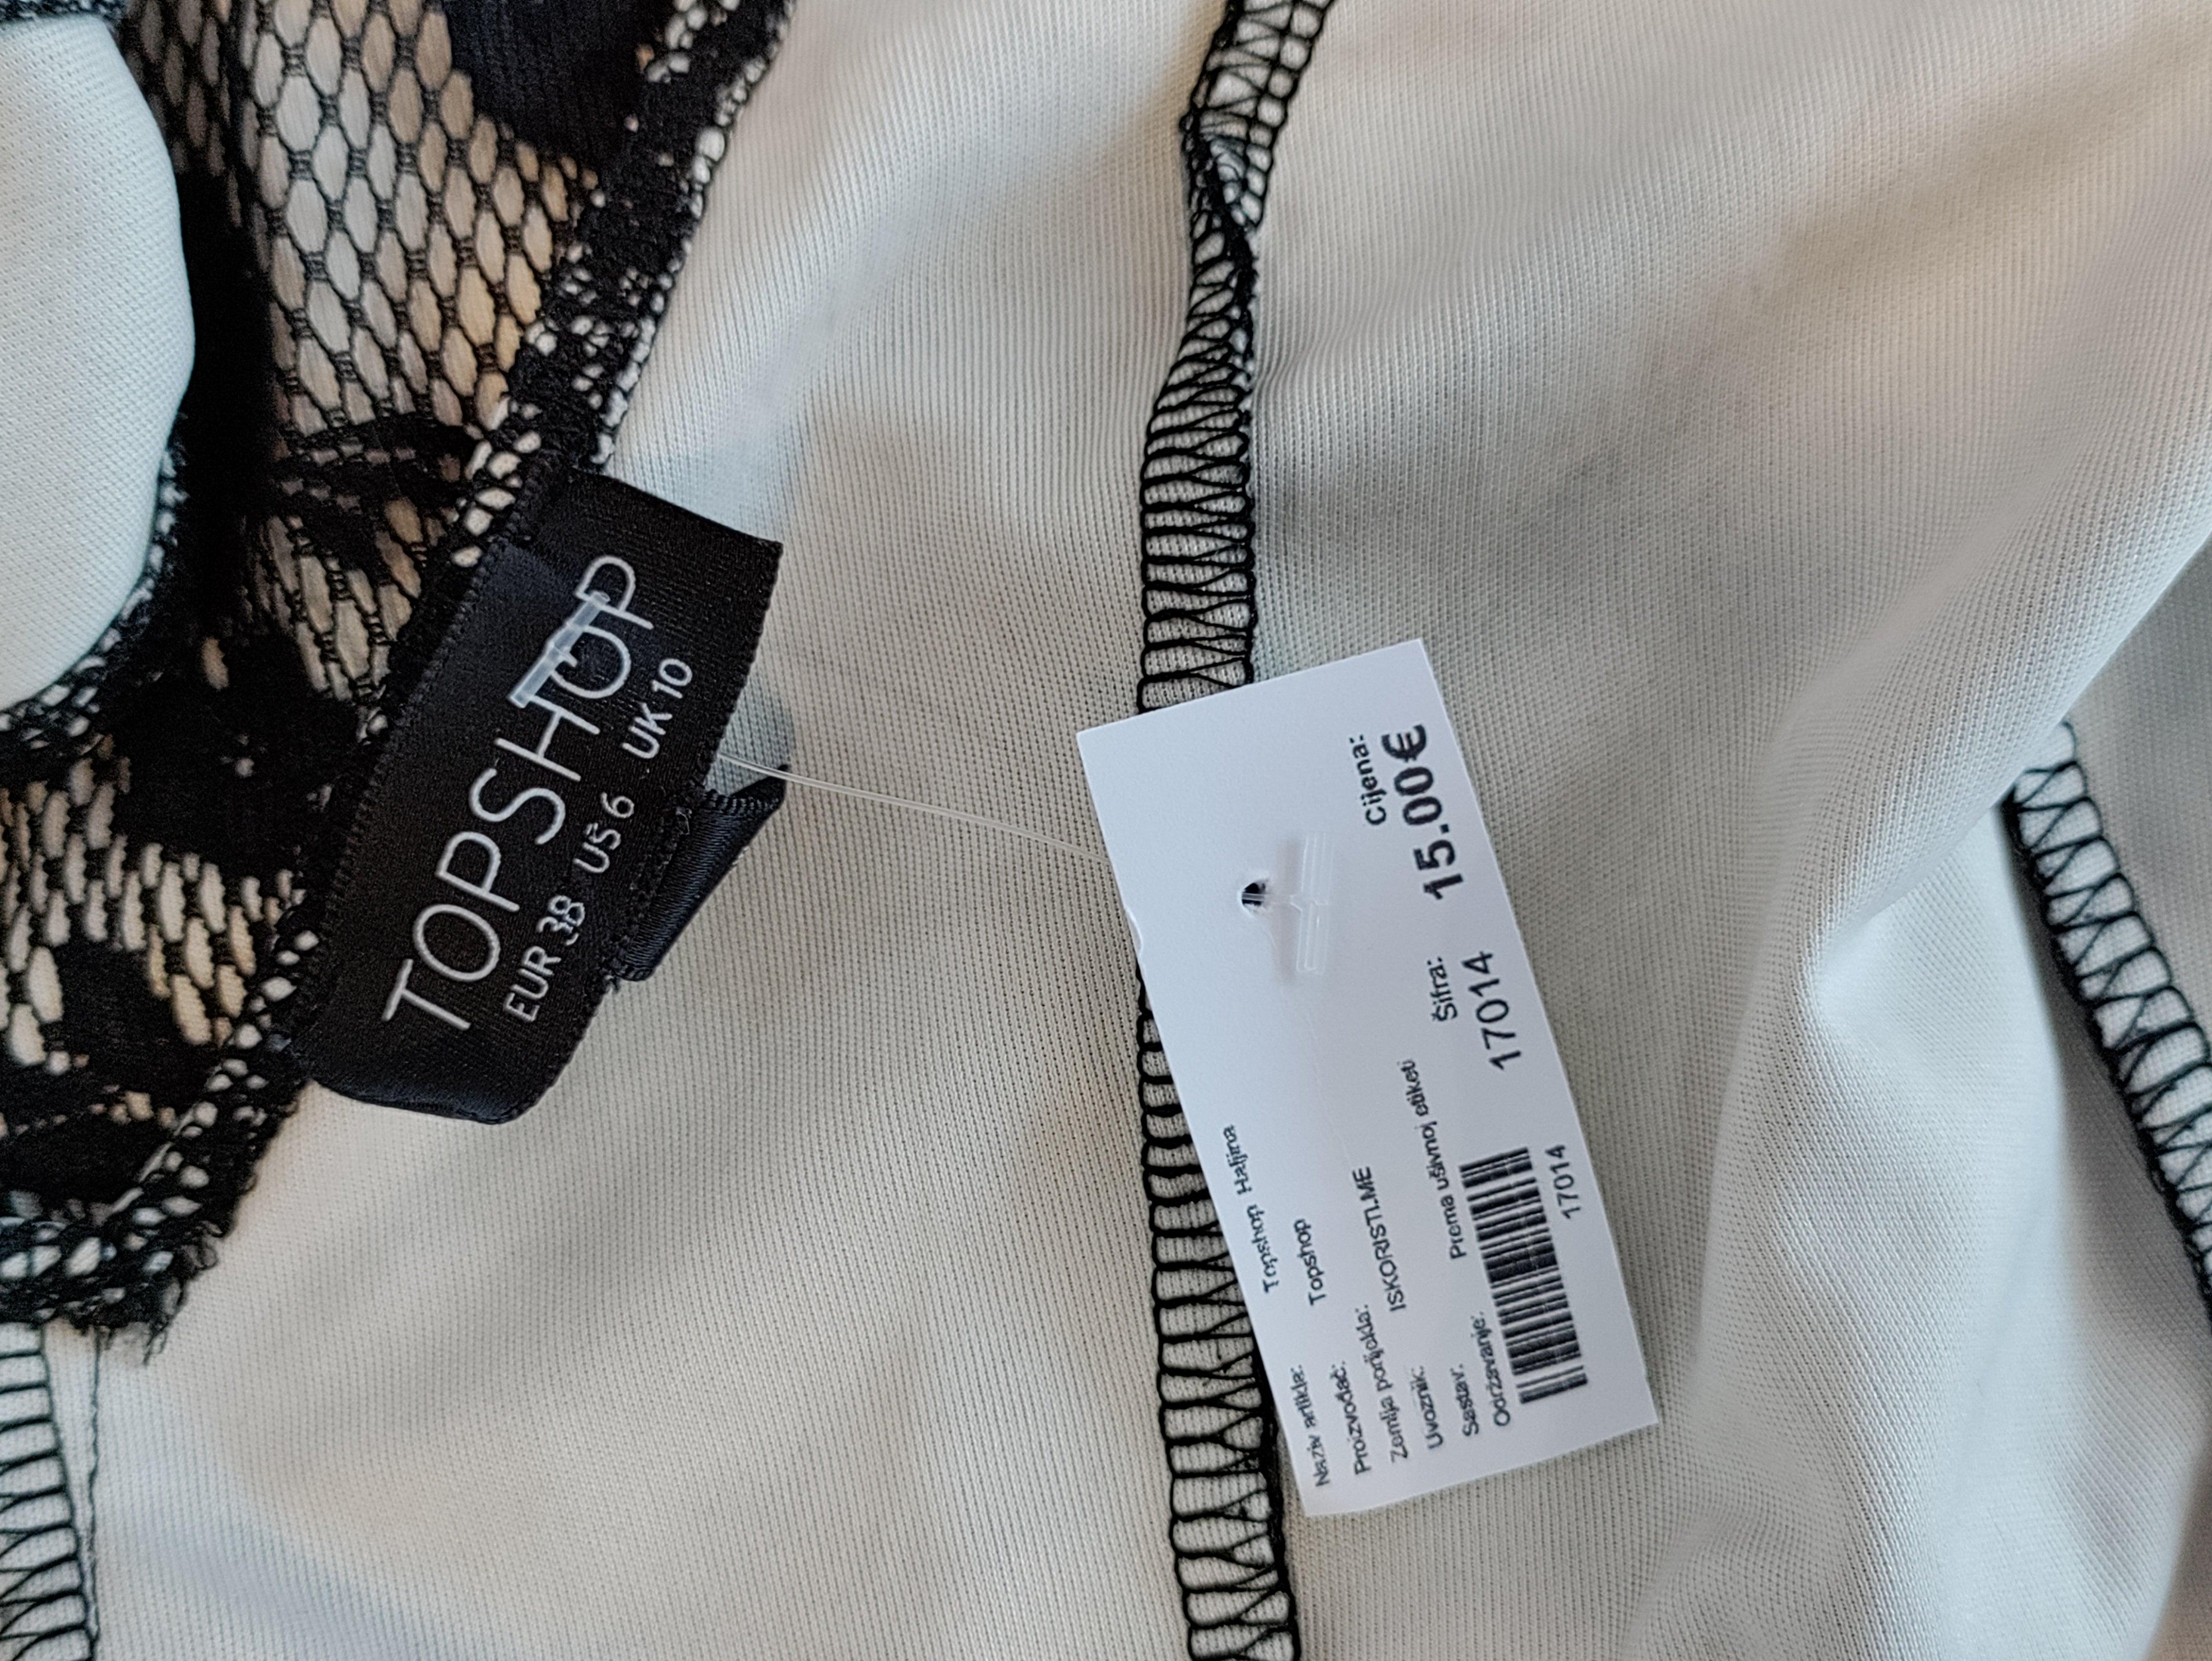 TOPSHOP
EUR 38 US 6 UK 10
Naziv artikla: Topshop Haljina
Proizvođač: Topshop
Zemlja porijekla:
Uvoznik: ISKORISTI.ME
Sastav:
Održavanje: Prema ušivnoj etiketi
Šifra:
17014
Cijena:
15.00€
17014